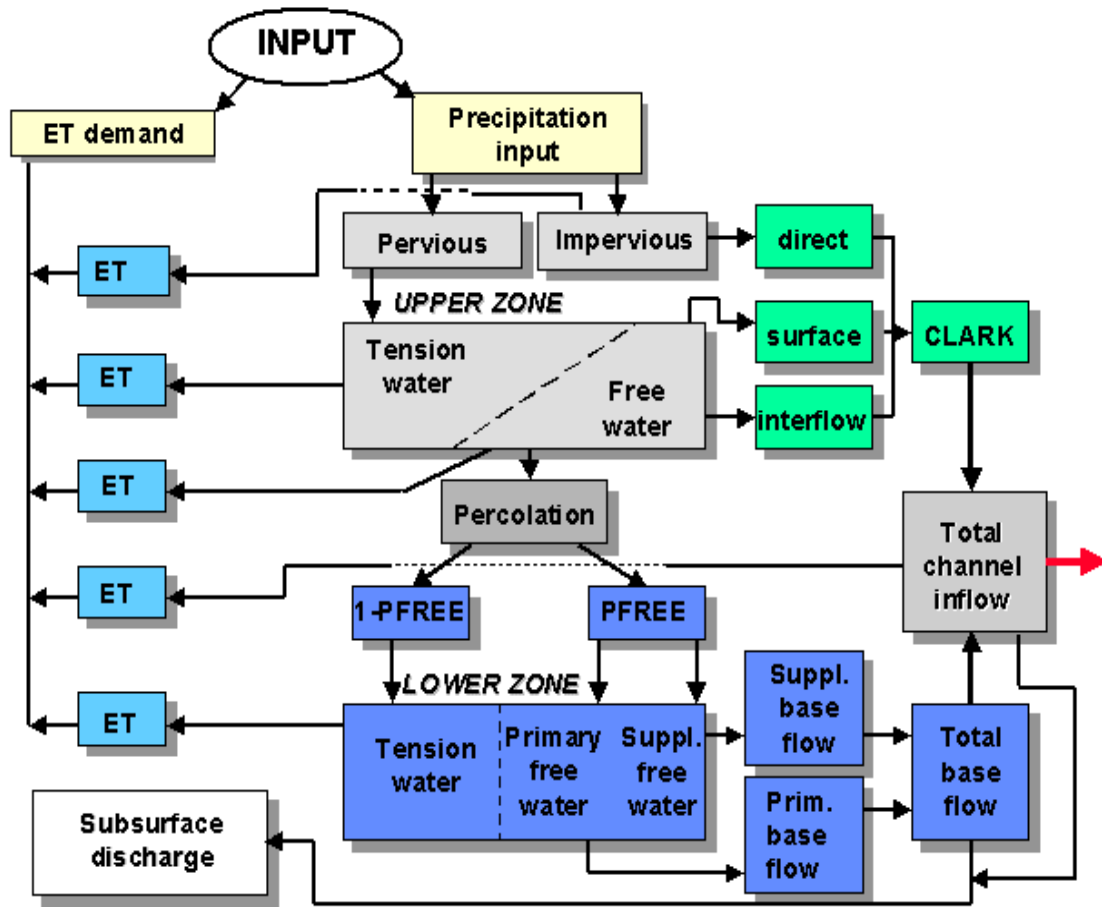 INPUT
ET demand
Precipitation
input
Pervious
Impervious
direct
ET
UPPER ZONE
Tension
water
Free
water
surface
CLARK
ET
interflow
ET
Percolation
Total
channel
inflow
ET
1-PFREE
PFREE
LOWER ZONE
Suppl.
base
flow
ET
Tension
water
Primary
free
water
Suppl.
free
water
Total
base
flow
Prim.
base
flow
Subsurface
discharge